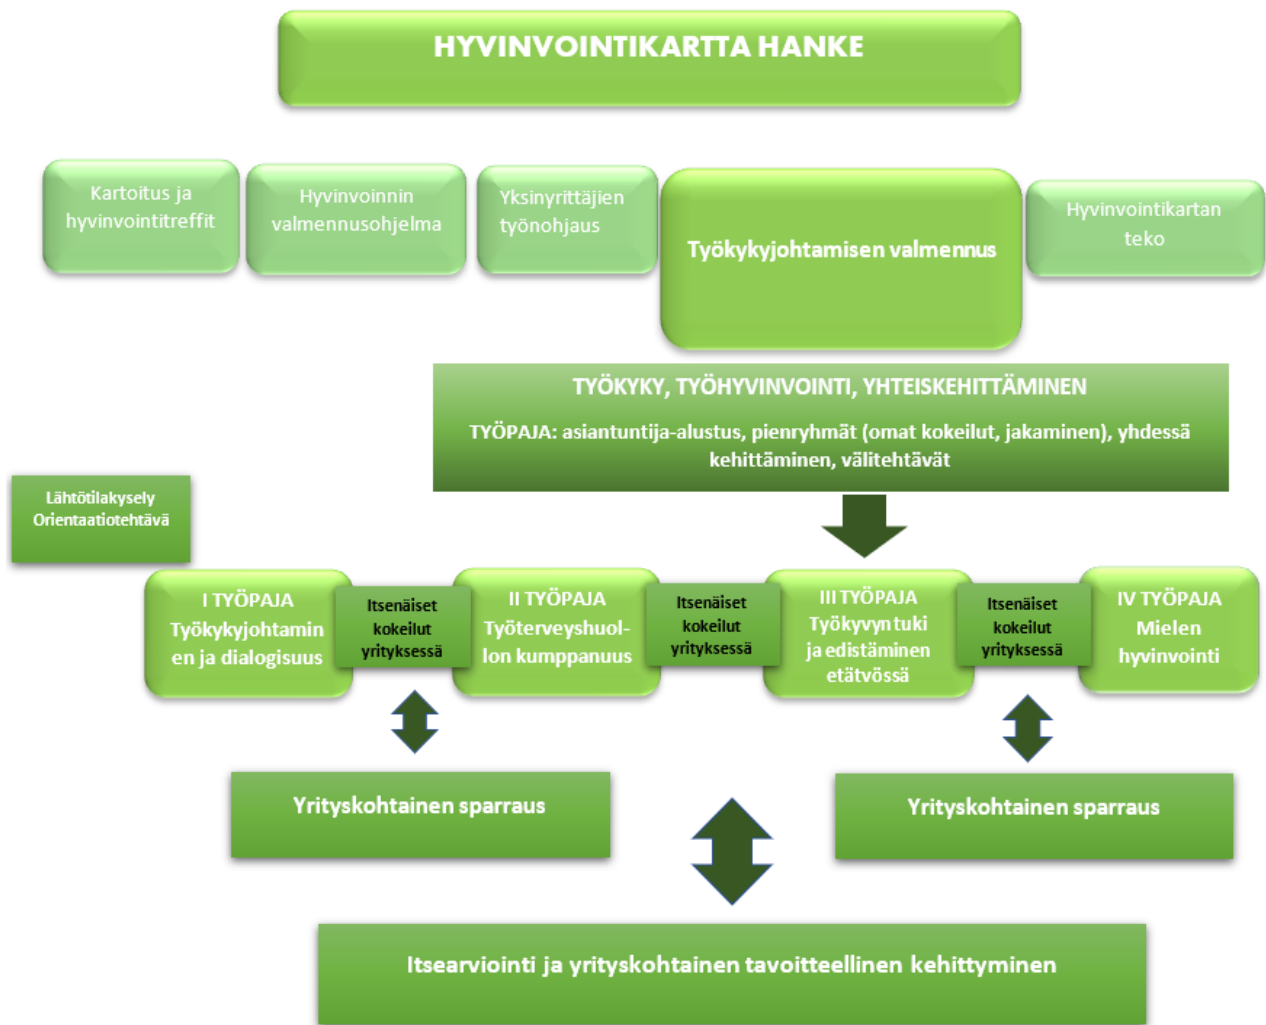 HYVINVOINTIKARTTA HANKE
Kartoitus ja
hyvinvointitreffit
Hyvinvoinnin
valmennusohjelma
Yksinyrittäjien
työnohjaus
Työkykyjohtamisen valmennus
Hyvinvointikartan
teko
TYÖKYKY, TYÖHYVINVOINTI, YHTEISKEHITTÄMINEN
TYÖPAJA: asiantuntija-alustus, pienryhmät (omat kokeilut, jakaminen), yhdessä
kehittäminen, välitehtävät
Lähtötilakysely
Orientaatiotehtävä
I TYÖPAJA
Työkykyjohtamin
en ja dialogisuus
Itsenäiset
kokeilut
yrityksessä
II TYÖPAJA
Työterveyshuol-
lon kumppanuus
Itsenäiset
kokeilut
yrityksessä
III TYÖPAJA
Työkyvyn tuki
ja edistäminen
etätyössä
Itsenäiset
kokeilut
yrityksessä
IV TYÖPAJA
Mielen
hyvinvointi
Yrityskohtainen sparraus
Yrityskohtainen sparraus
Itsearviointi ja yrityskohtainen tavoitteellinen kehittyminen